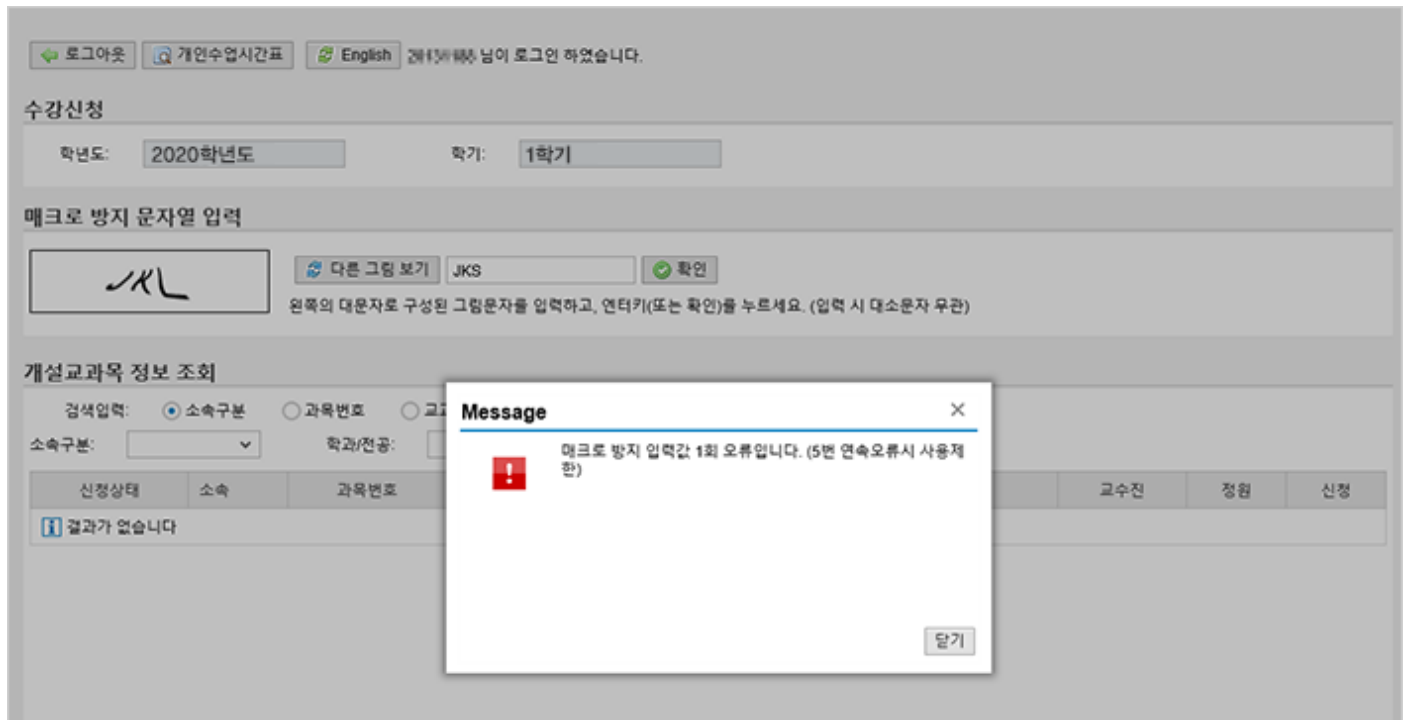 로그아웃 개인수업시간표 English 님이 로그인 하였습니다.
수강신청
학년도: 2020학년도 학기: 1학기
매크로 방지 문자열 입력
JKL 다른 그림 보기 JKS 확인
왼쪽의 대문자로 구성된 그림문자를 입력하고, 엔터키(또는 확인)를 누르세요. (입력 시 대소문자 무관)
개설교과목 정보 조회
검색입력: 소속구분 과목번호
소속구분: 학과/전공:
신청상태 소속 과목번호 교수진 정원 신청
결과가 없습니다
Message
매크로 방지 입력값 1회 오류입니다. (5번 연속오류시 사용제
한)
닫기